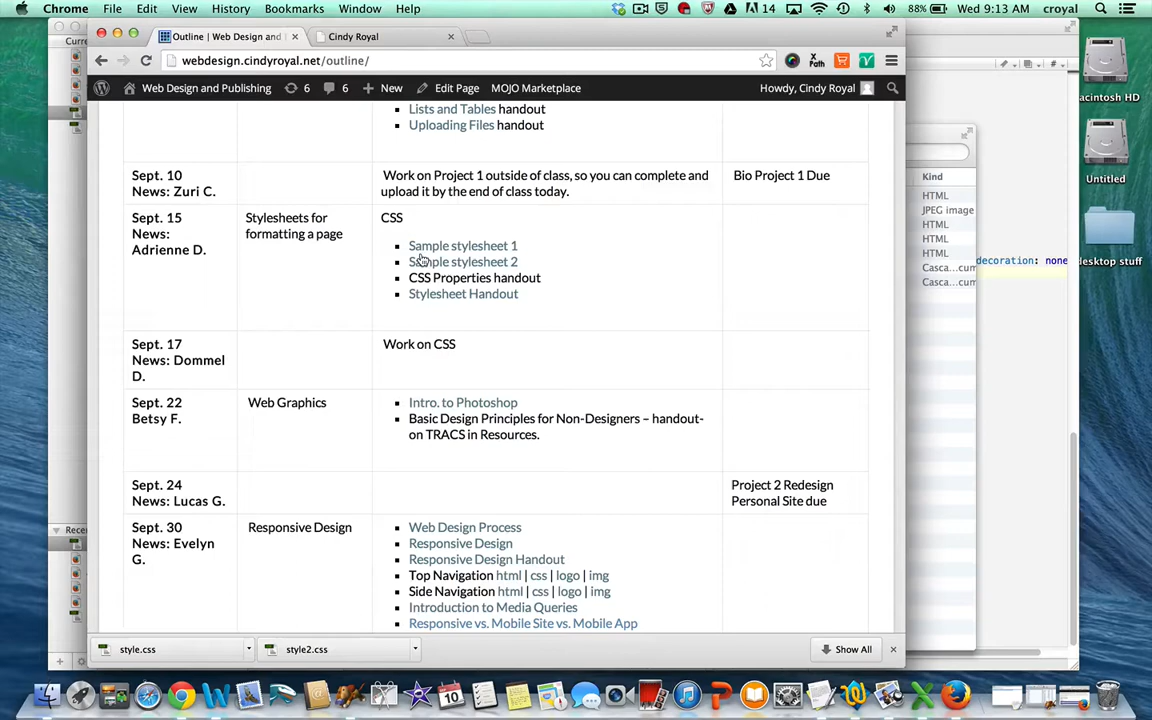 Chrome File Edit View History Bookmarks Window Help 14 88% Wed 9:13 AM croyal
Outline | Web Design and
Cindy Royal
webdesign.cindyroyal.net/outline/
Path
Web Design and Publishing 6 6 New Edit Page MOJO Marketplace Howdy, Cindy Royal
Lists and Tables handout
Uploading Files handout
Sept. 10
News: Zuri C.
Work on Project 1 outside of class, so you can complete and
upload it by the end of class today.
Bio Project 1 Due
Sept. 15
News:
Adrienne D.
Stylesheets for
formatting a page
CSS
Sample stylesheet 1
Sample stylesheet 2
CSS Properties handout
Stylesheet Handout
Sept. 17
News: Dommel
D.
Work on CSS
Sept. 22
Betsy F.
Web Graphics
Intro. to Photoshop
Basic Design Principles for Non-Designers – handout-
on TRACS in Resources.
Sept. 24
News: Lucas G.
Project 2 Redesign
Personal Site due
Sept. 30
News: Evelyn
G.
Responsive Design
Web Design Process
Responsive Design
Responsive Design Handout
Top Navigation html | css | logo | img
Side Navigation html | css | logo | img
Introduction to Media Queries
Responsive vs. Mobile Site vs. Mobile App
style.css
style2.css
Show All
Curre
Recen
Kind
HTML
JPEG image
HTML
HTML
HTML
Casca...cum
Casca...cum
decoration: none
acintosh HD
Untitled
desktop stuff